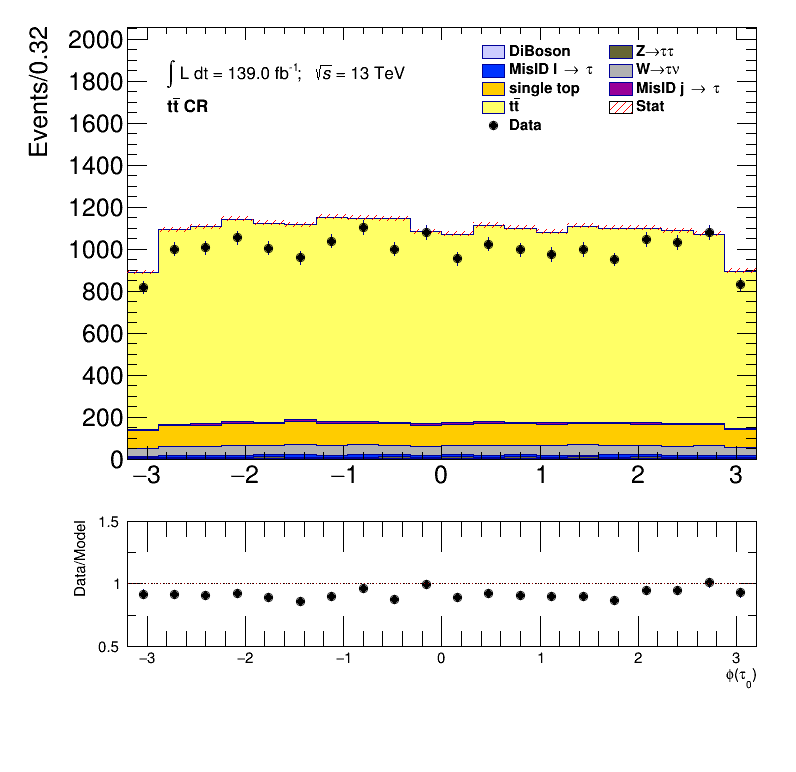 Events/0.32
2000
1800
1600
1400
1200
1000
800
600
400
200
0
∫ L dt = 139.0 fb⁻¹; √s = 13 TeV
tt̄ CR
DiBoson
Z→ττ
MisID l → τ
W→τν
single top
MisID j → τ
tt̄
Stat
Data
−3 −2 −1 0 1 2 3
Data/Model
1.5
1
0.5
−3 −2 −1 0 1 2 3
ϕ(τ₀)